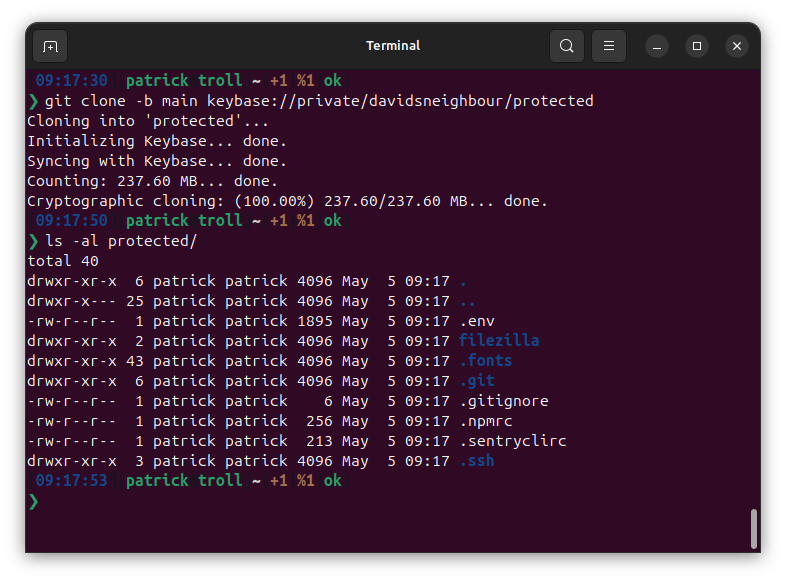 Terminal
09:17:30 patrick troll ~ +1 %1 ok
❯ git clone -b main keybase://private/davidsneighbour/protected
Cloning into 'protected'...
Initializing Keybase... done.
Syncing with Keybase... done.
Counting: 237.60 MB... done.
Cryptographic cloning: (100.00%) 237.60/237.60 MB... done.
09:17:50 patrick troll ~ +1 %1 ok
❯ ls -al protected/
total 40
drwxr-xr-x  6 patrick patrick 4096 May  5 09:17 .
drwxr-x--- 25 patrick patrick 4096 May  5 09:17 ..
-rw-r--r--  1 patrick patrick 1895 May  5 09:17 .env
drwxr-xr-x  2 patrick patrick 4096 May  5 09:17 filezilla
drwxr-xr-x 43 patrick patrick 4096 May  5 09:17 .fonts
drwxr-xr-x  6 patrick patrick 4096 May  5 09:17 .git
-rw-r--r--  1 patrick patrick    6 May  5 09:17 .gitignore
-rw-r--r--  1 patrick patrick  256 May  5 09:17 .npmrc
-rw-r--r--  1 patrick patrick  213 May  5 09:17 .sentryclirc
drwxr-xr-x  3 patrick patrick 4096 May  5 09:17 .ssh
09:17:53 patrick troll ~ +1 %1 ok
❯